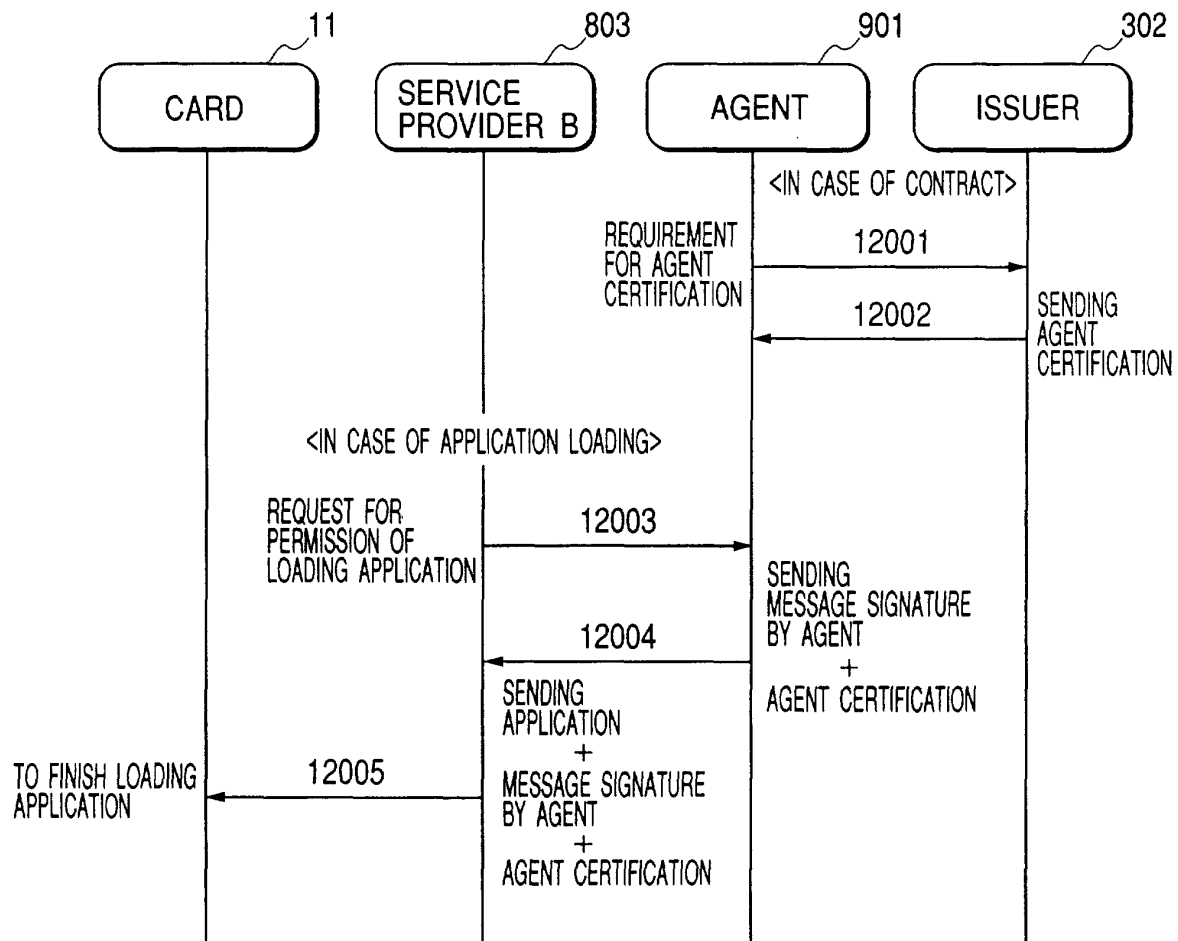 11
803
901
302
CARD
SERVICE
PROVIDER B
AGENT
ISSUER
<IN CASE OF CONTRACT>
REQUIREMENT
FOR AGENT
CERTIFICATION
12001
12002
SENDING
AGENT
CERTIFICATION
<IN CASE OF APPLICATION LOADING>
REQUEST FOR
PERMISSION OF
LOADING APPLICATION
12003
SENDING
MESSAGE SIGNATURE
BY AGENT
+
AGENT CERTIFICATION
12004
SENDING
APPLICATION
+
MESSAGE SIGNATURE
BY AGENT
+
AGENT CERTIFICATION
12005
TO FINISH LOADING
APPLICATION